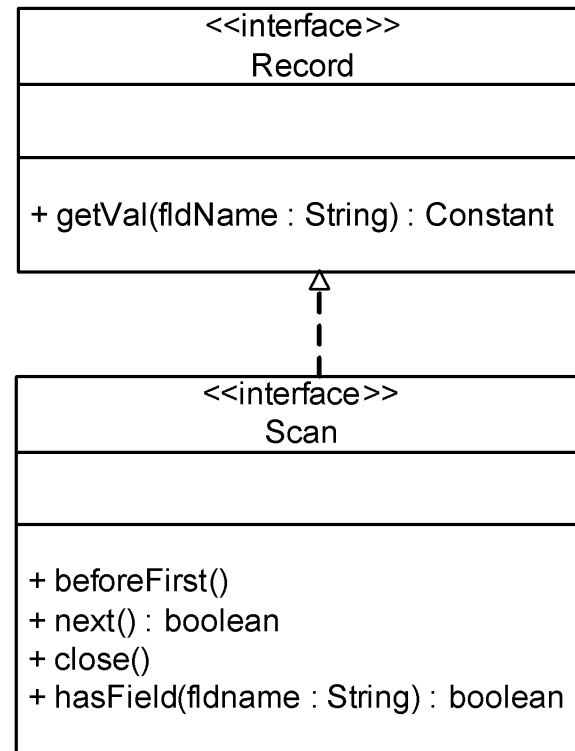 <<interface>>
Record
+ getVal(fldName : String) : Constant
<<interface>>
Scan
+ beforeFirst()
+ next() : boolean
+ close()
+ hasField(fldname : String) : boolean